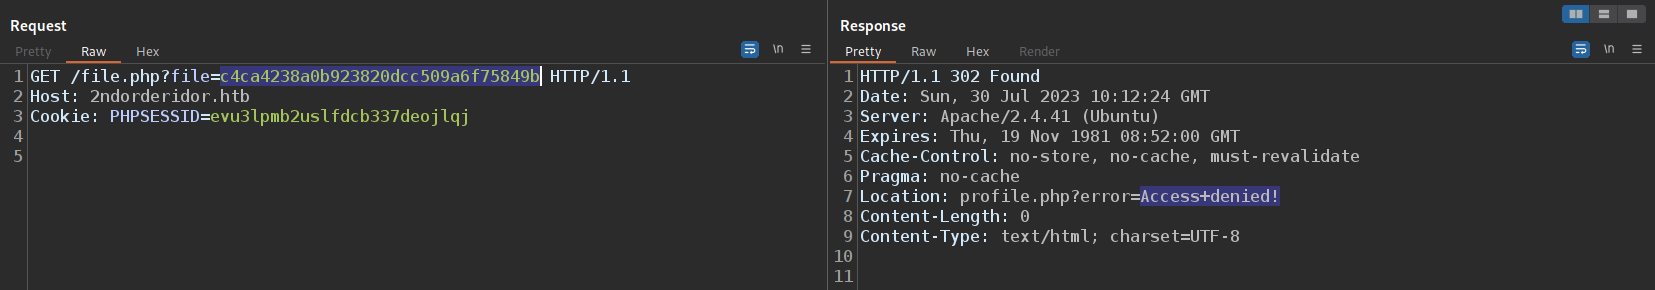 Request
Pretty Raw Hex \n
1 GET /file.php?file=c4ca4238a0b923820dcc509a6f75849b HTTP/1.1
2 Host: 2ndorderidor.htb
3 Cookie: PHPSESSID=evu3lpmb2uslfdcb337deojlqj
4
5
Response
Pretty Raw Hex Render \n
1 HTTP/1.1 302 Found
2 Date: Sun, 30 Jul 2023 10:12:24 GMT
3 Server: Apache/2.4.41 (Ubuntu)
4 Expires: Thu, 19 Nov 1981 08:52:00 GMT
5 Cache-Control: no-store, no-cache, must-revalidate
6 Pragma: no-cache
7 Location: profile.php?error=Access+denied!
8 Content-Length: 0
9 Content-Type: text/html; charset=UTF-8
10
11